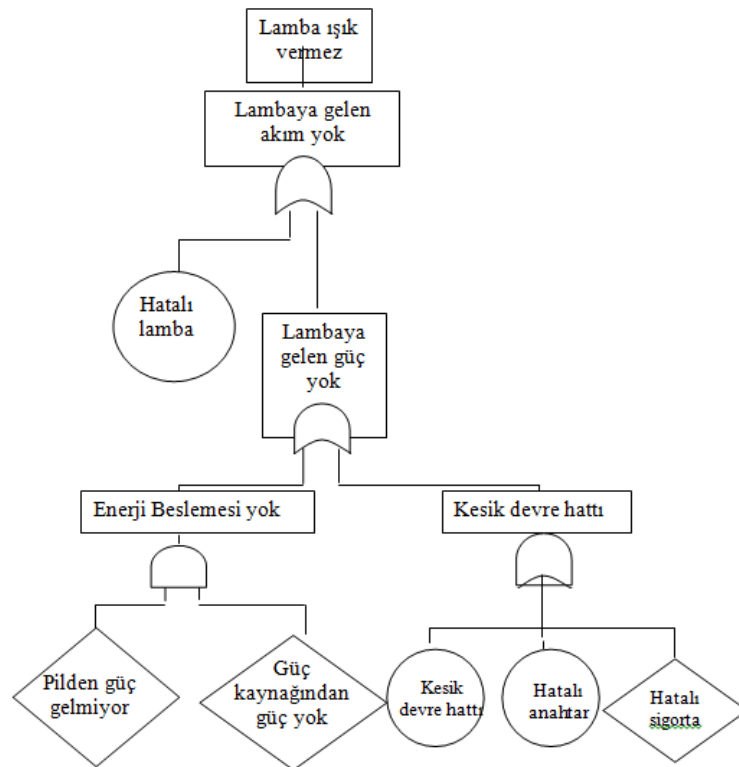 Lamba ışık
vermez
Lambaya gelen
akım yok
Hatalı
lamba
Lambaya
gelen güç
yok
Enerji Beslemesi yok
Kesik devre hattı
Pilden güç
gelmiyor
Güç
kaynağından
güç yok
Kesik
devre hattı
Hatalı
anahtar
Hatalı
sigorta